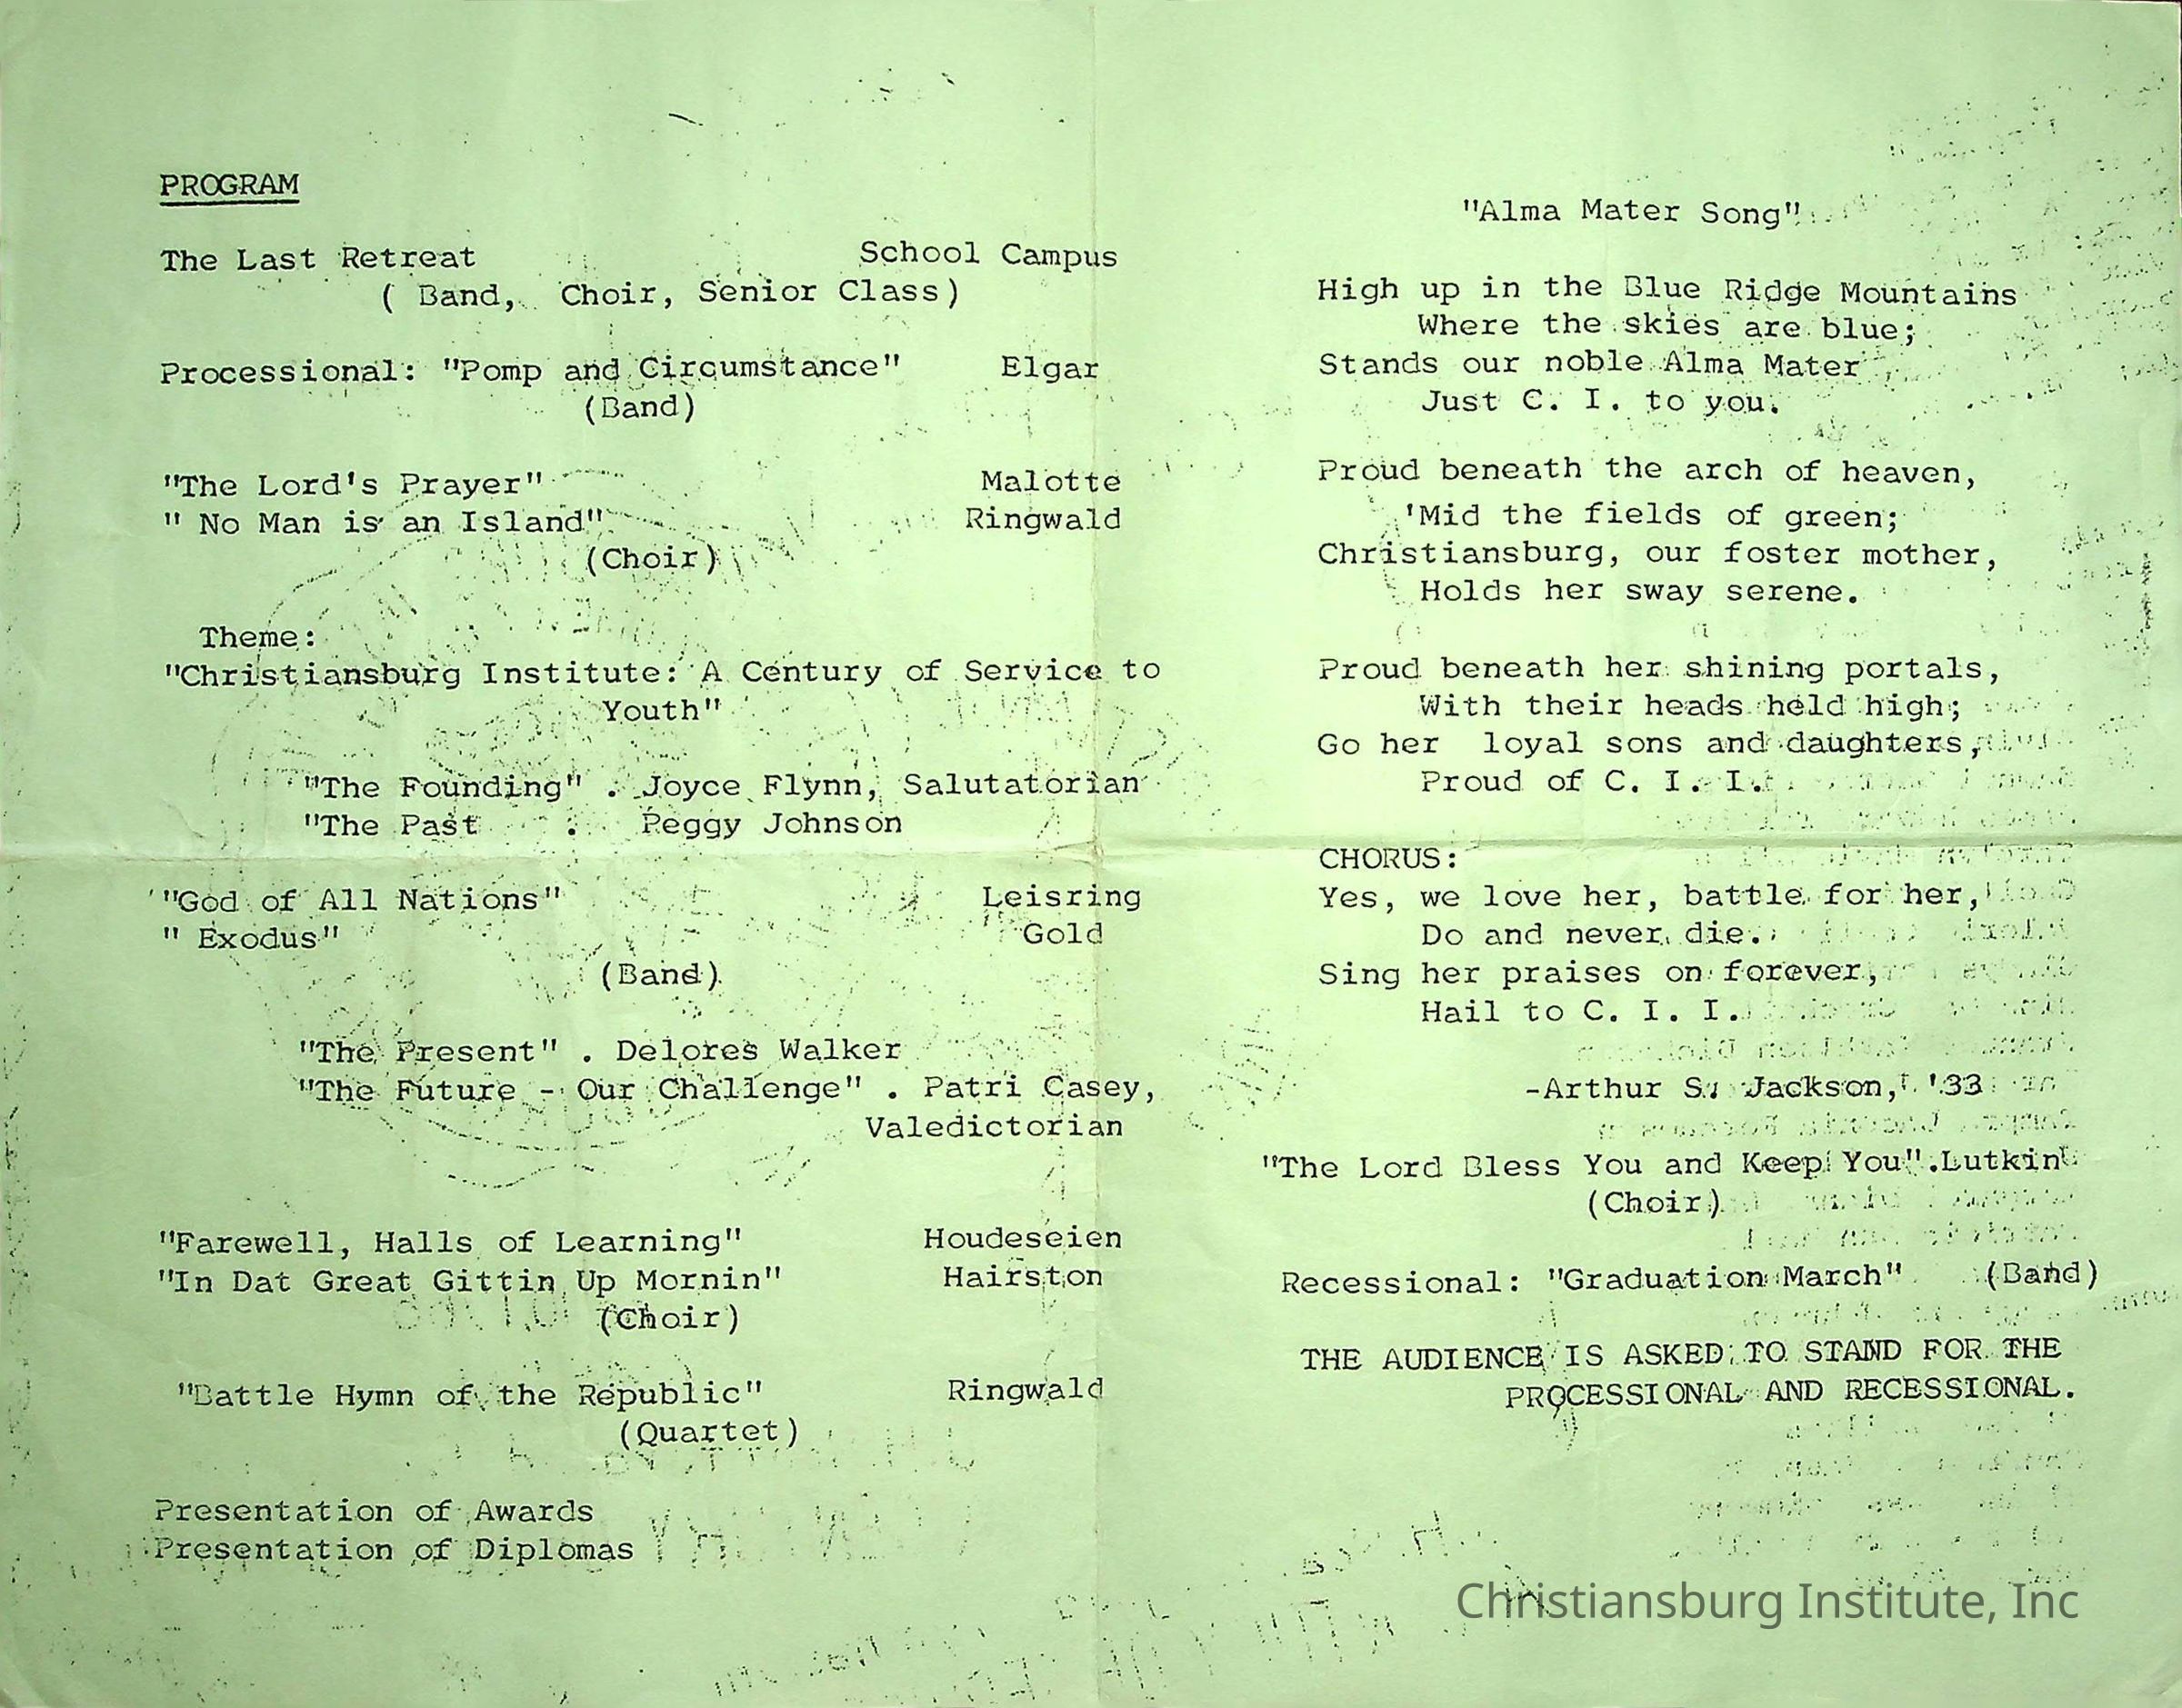 PROGRAM
The Last Retreat School Campus
( Band, Choir, Senior Class)
Processional: "Pomp and Circumstance" Elgar
(Band)
"The Lord's Prayer" Malotte
" No Man is an Island" Ringwald
(Choir)
Theme:
"Christiansburg Institute: A Century of Service to
Youth"
"The Founding" . Joyce Flynn, Salutatorian
"The Past . Peggy Johnson
"God of All Nations" Leisring
" Exodus" Gold
(Band)
"The Present" . Delores Walker
"The Future - Our Challenge" . Patri Casey,
Valedictorian
"Farewell, Halls of Learning" Houdeseien
"In Dat Great Gittin Up Mornin" Hairston
(Choir)
"Battle Hymn of the Republic" Ringwald
(Quartet)
Presentation of Awards
Presentation of Diplomas
"Alma Mater Song"
High up in the Blue Ridge Mountains
Where the skies are blue;
Stands our noble Alma Mater
Just C. I. to you.
Proud beneath the arch of heaven,
'Mid the fields of green;
Christiansburg, our foster mother,
Holds her sway serene.
Proud beneath her shining portals,
With their heads held high;
Go her loyal sons and daughters,
Proud of C. I. I.
CHORUS:
Yes, we love her, battle for her,
Do and never die.
Sing her praises on forever,
Hail to C. I. I.
-Arthur S. Jackson, '33
"The Lord Bless You and Keep You".Lutkin
(Choir)
Recessional: "Graduation March" (Band)
THE AUDIENCE IS ASKED TO STAND FOR THE
PROCESSIONAL AND RECESSIONAL.
Christiansburg Institute, Inc